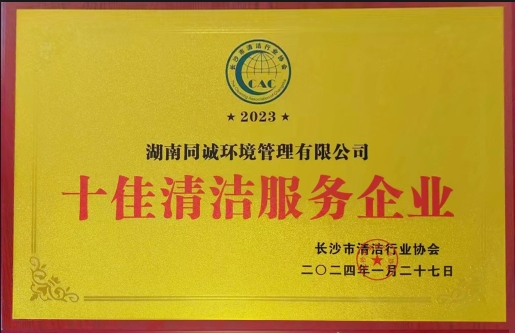 长沙市清洁行业协会
CAC
★ 2023 ★
湖南同诚环境管理有限公司
十佳清洁服务企业
长沙市清洁行业协会
二〇二四年一月二十七日